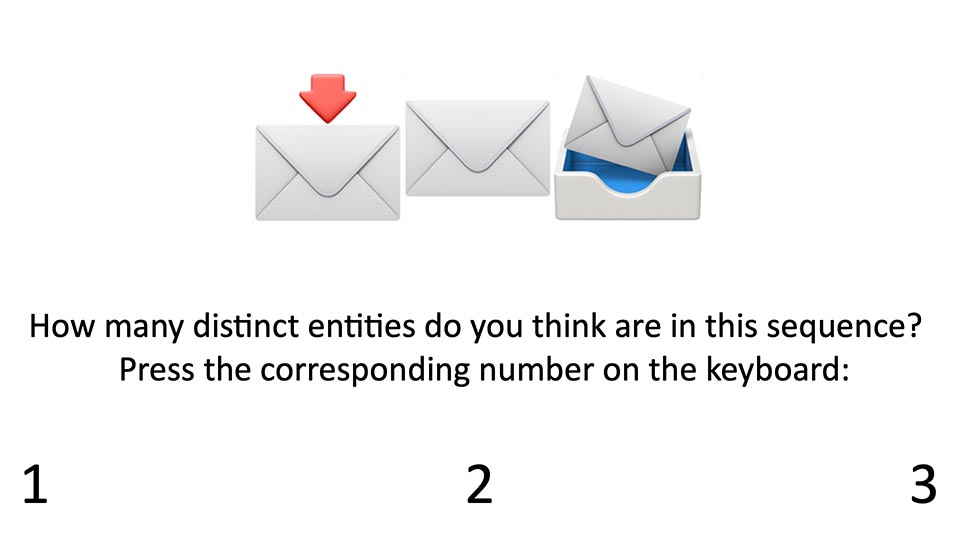 How many distinct entities do you think are in this sequence?
Press the corresponding number on the keyboard:
1 2 3